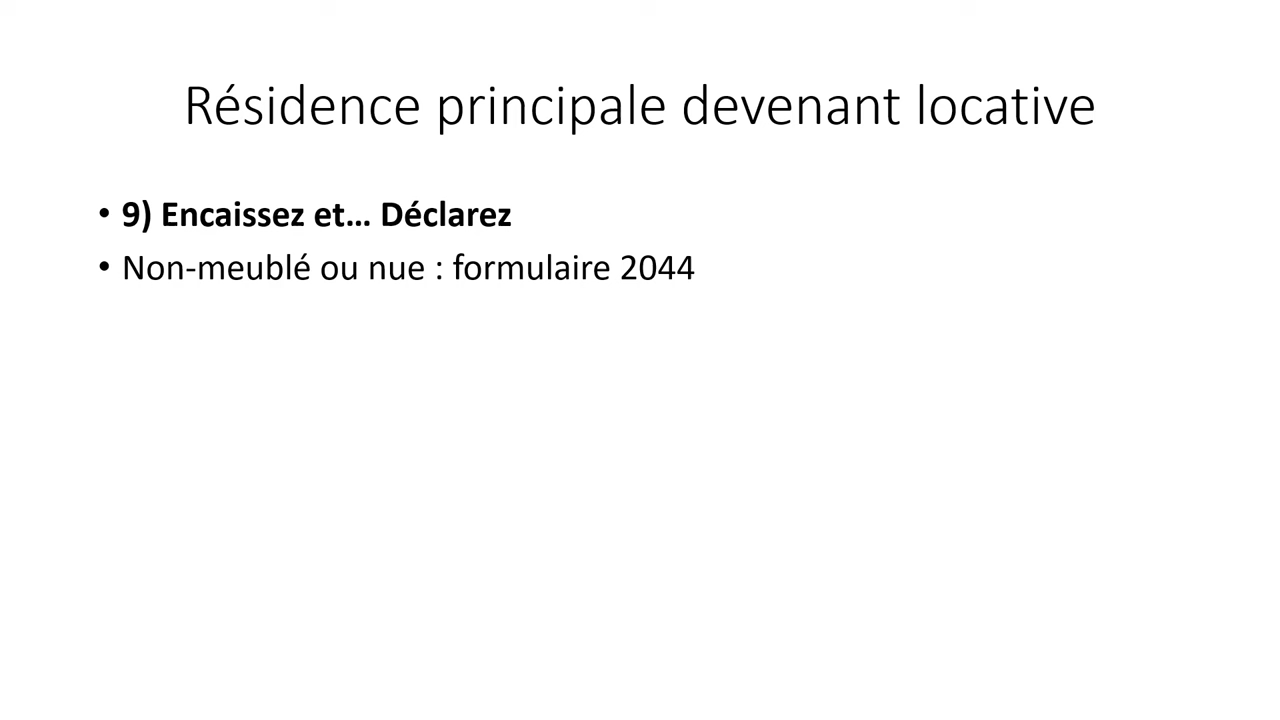 Résidence principale devenant locative
• 9) Encaissez et… Déclarez
• Non-meublé ou nue : formulaire 2044